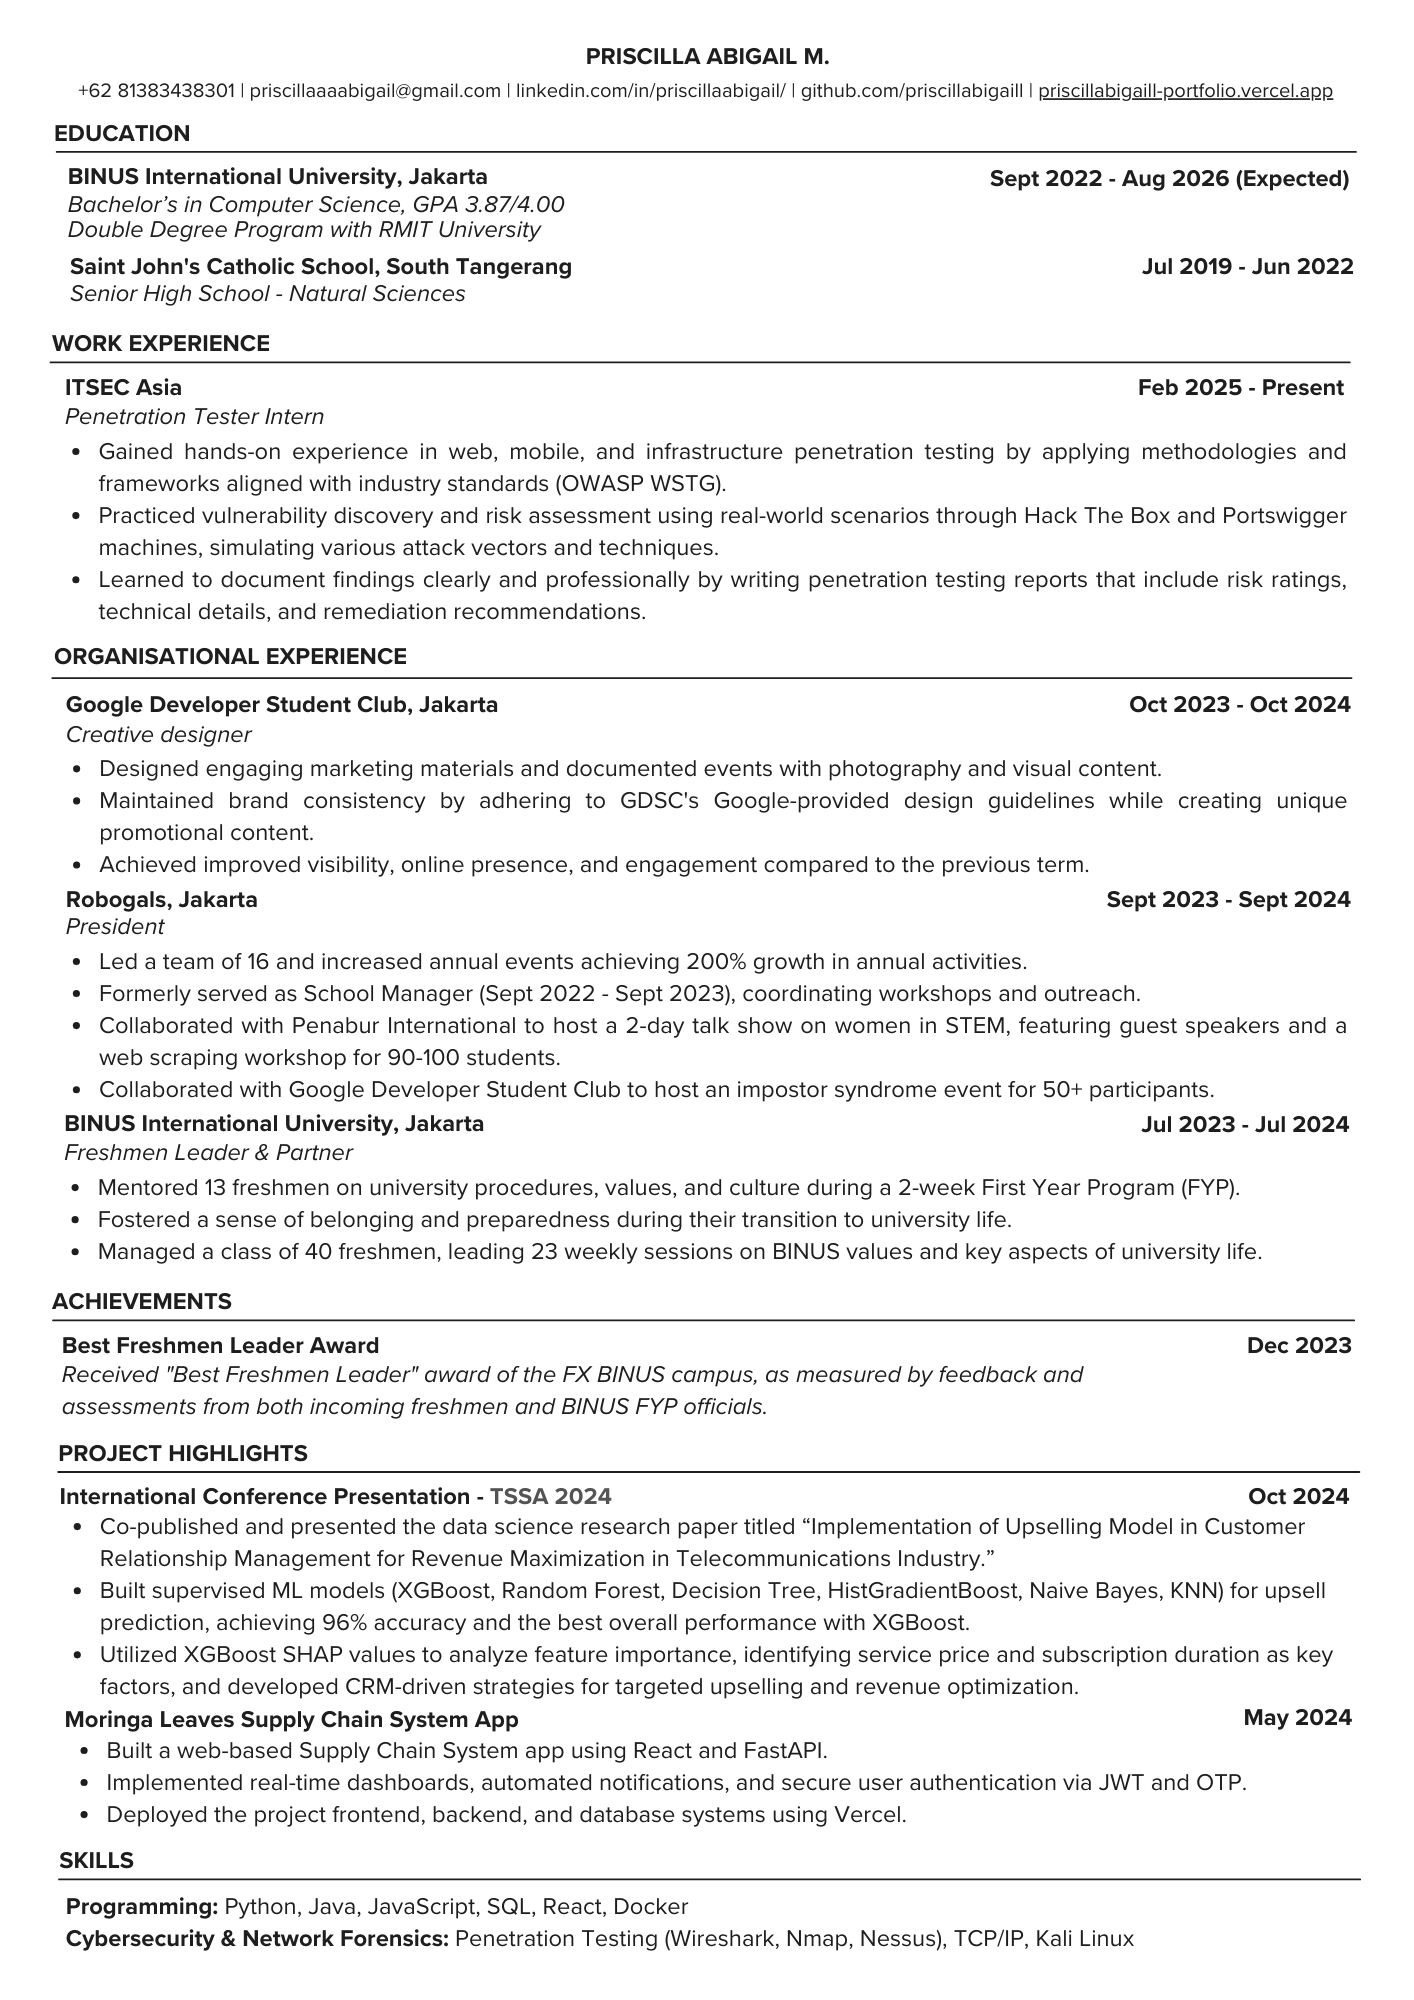 PRISCILLA ABIGAIL M.
+62 81383438301 | priscillaaaabigail@gmail.com | linkedin.com/in/priscillaabigail/ | github.com/priscillabigaill | priscillabigaill-portfolio.vercel.app
EDUCATION
BINUS International University, Jakarta Sept 2022 - Aug 2026 (Expected)
Bachelor’s in Computer Science, GPA 3.87/4.00
Double Degree Program with RMIT University
Saint John's Catholic School, South Tangerang Jul 2019 - Jun 2022
Senior High School - Natural Sciences
WORK EXPERIENCE
ITSEC Asia Feb 2025 - Present
Penetration Tester Intern
• Gained hands-on experience in web, mobile, and infrastructure penetration testing by applying methodologies and
frameworks aligned with industry standards (OWASP WSTG).
• Practiced vulnerability discovery and risk assessment using real-world scenarios through Hack The Box and Portswigger
machines, simulating various attack vectors and techniques.
• Learned to document findings clearly and professionally by writing penetration testing reports that include risk ratings,
technical details, and remediation recommendations.
ORGANISATIONAL EXPERIENCE
Google Developer Student Club, Jakarta Oct 2023 - Oct 2024
Creative designer
• Designed engaging marketing materials and documented events with photography and visual content.
• Maintained brand consistency by adhering to GDSC's Google-provided design guidelines while creating unique
promotional content.
• Achieved improved visibility, online presence, and engagement compared to the previous term.
Robogals, Jakarta Sept 2023 - Sept 2024
President
• Led a team of 16 and increased annual events achieving 200% growth in annual activities.
• Formerly served as School Manager (Sept 2022 - Sept 2023), coordinating workshops and outreach.
• Collaborated with Penabur International to host a 2-day talk show on women in STEM, featuring guest speakers and a
web scraping workshop for 90-100 students.
• Collaborated with Google Developer Student Club to host an impostor syndrome event for 50+ participants.
BINUS International University, Jakarta Jul 2023 - Jul 2024
Freshmen Leader & Partner
• Mentored 13 freshmen on university procedures, values, and culture during a 2-week First Year Program (FYP).
• Fostered a sense of belonging and preparedness during their transition to university life.
• Managed a class of 40 freshmen, leading 23 weekly sessions on BINUS values and key aspects of university life.
ACHIEVEMENTS
Best Freshmen Leader Award Dec 2023
Received "Best Freshmen Leader" award of the FX BINUS campus, as measured by feedback and
assessments from both incoming freshmen and BINUS FYP officials.
PROJECT HIGHLIGHTS
International Conference Presentation - TSSA 2024 Oct 2024
• Co-published and presented the data science research paper titled “Implementation of Upselling Model in Customer
Relationship Management for Revenue Maximization in Telecommunications Industry.”
• Built supervised ML models (XGBoost, Random Forest, Decision Tree, HistGradientBoost, Naive Bayes, KNN) for upsell
prediction, achieving 96% accuracy and the best overall performance with XGBoost.
• Utilized XGBoost SHAP values to analyze feature importance, identifying service price and subscription duration as key
factors, and developed CRM-driven strategies for targeted upselling and revenue optimization.
Moringa Leaves Supply Chain System App May 2024
• Built a web-based Supply Chain System app using React and FastAPI.
• Implemented real-time dashboards, automated notifications, and secure user authentication via JWT and OTP.
• Deployed the project frontend, backend, and database systems using Vercel.
SKILLS
Programming: Python, Java, JavaScript, SQL, React, Docker
Cybersecurity & Network Forensics: Penetration Testing (Wireshark, Nmap, Nessus), TCP/IP, Kali Linux